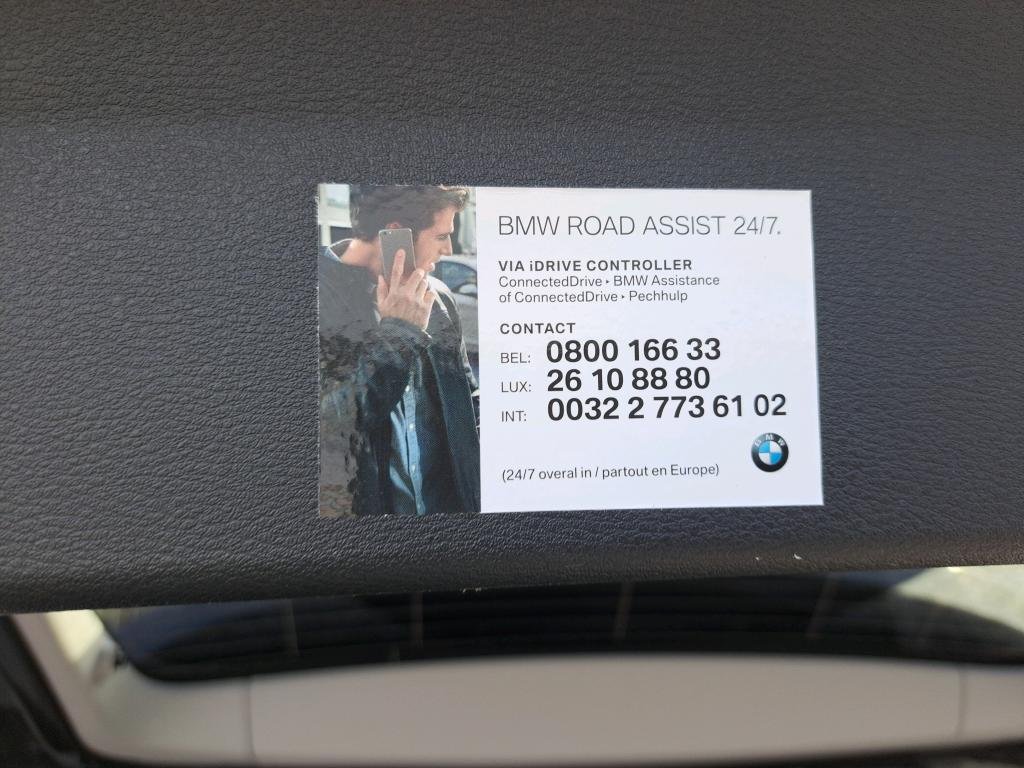 BMW ROAD ASSIST 24/7.
VIA iDRIVE CONTROLLER
ConnectedDrive ▸ BMW Assistance
of ConnectedDrive ▸ Pechhulp
CONTACT
BEL: 0800 166 33
LUX: 26 10 88 80
INT: 0032 2 773 61 02
BMW
(24/7 overal in / partout en Europe)